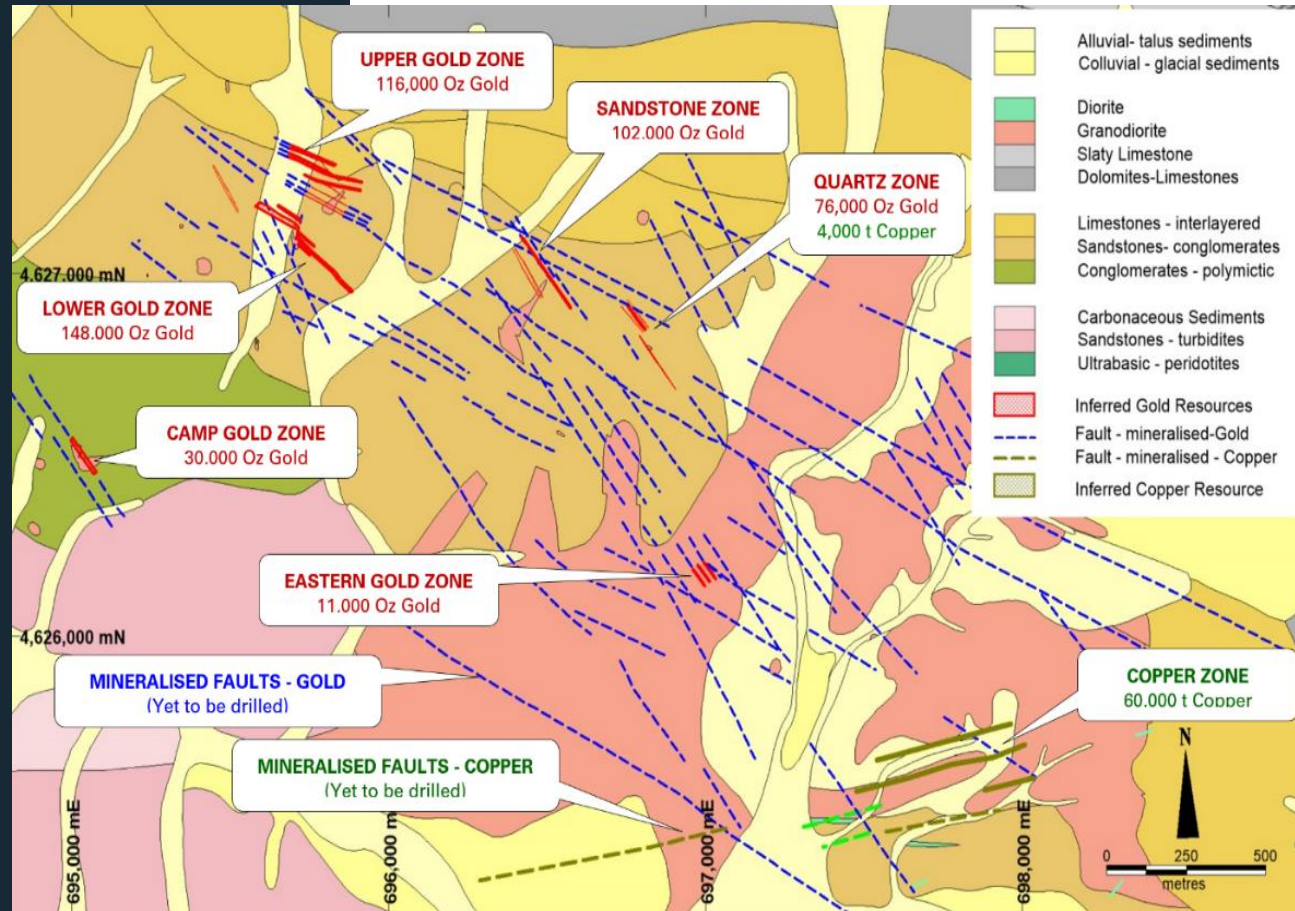 UPPER GOLD ZONE
116,000 Oz Gold
SANDSTONE ZONE
102.000 Oz Gold
QUARTZ ZONE
76,000 Oz Gold
4,000 t Copper
4.627.000 mN
LOWER GOLD ZONE
148.000 Oz Gold
CAMP GOLD ZONE
30.000 Oz Gold
EASTERN GOLD ZONE
11.000 Oz Gold
4,626,000 mN
MINERALISED FAULTS - GOLD
(Yet to be drilled)
COPPER ZONE
60.000 t Copper
MINERALISED FAULTS - COPPER
(Yet to be drilled)
695,000 mE
696,000 mE
697,000 mE
698,000 mE
Alluvial- talus sediments
Colluvial - glacial sediments
Diorite
Granodiorite
Slaty Limestone
Dolomites-Limestones
Limestones - interlayered
Sandstones- conglomerates
Conglomerates - polymictic
Carbonaceous Sediments
Sandstones - turbidites
Ultrabasic - peridotites
Inferred Gold Resources
Fault - mineralised-Gold
Fault - mineralised - Copper
Inferred Copper Resource
N
0 250 500
metres